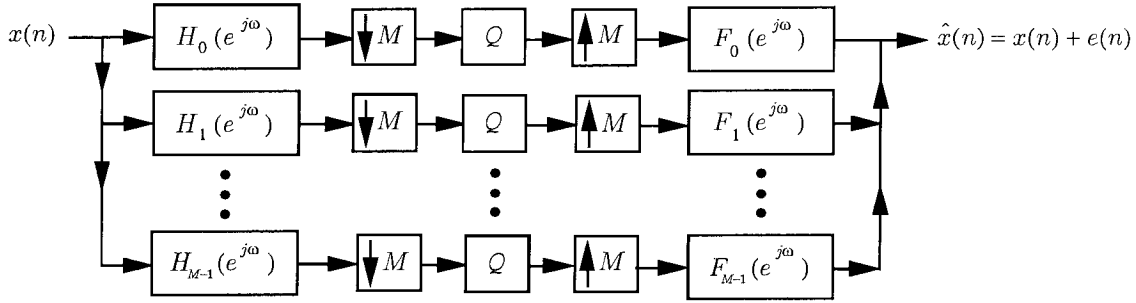 x(n) H_0(e^{jω}) M Q M F_0(e^{jω}) x̂(n) = x(n) + e(n)
H_1(e^{jω}) M Q M F_1(e^{jω})
H_{M-1}(e^{jω}) M Q M F_{M-1}(e^{jω})